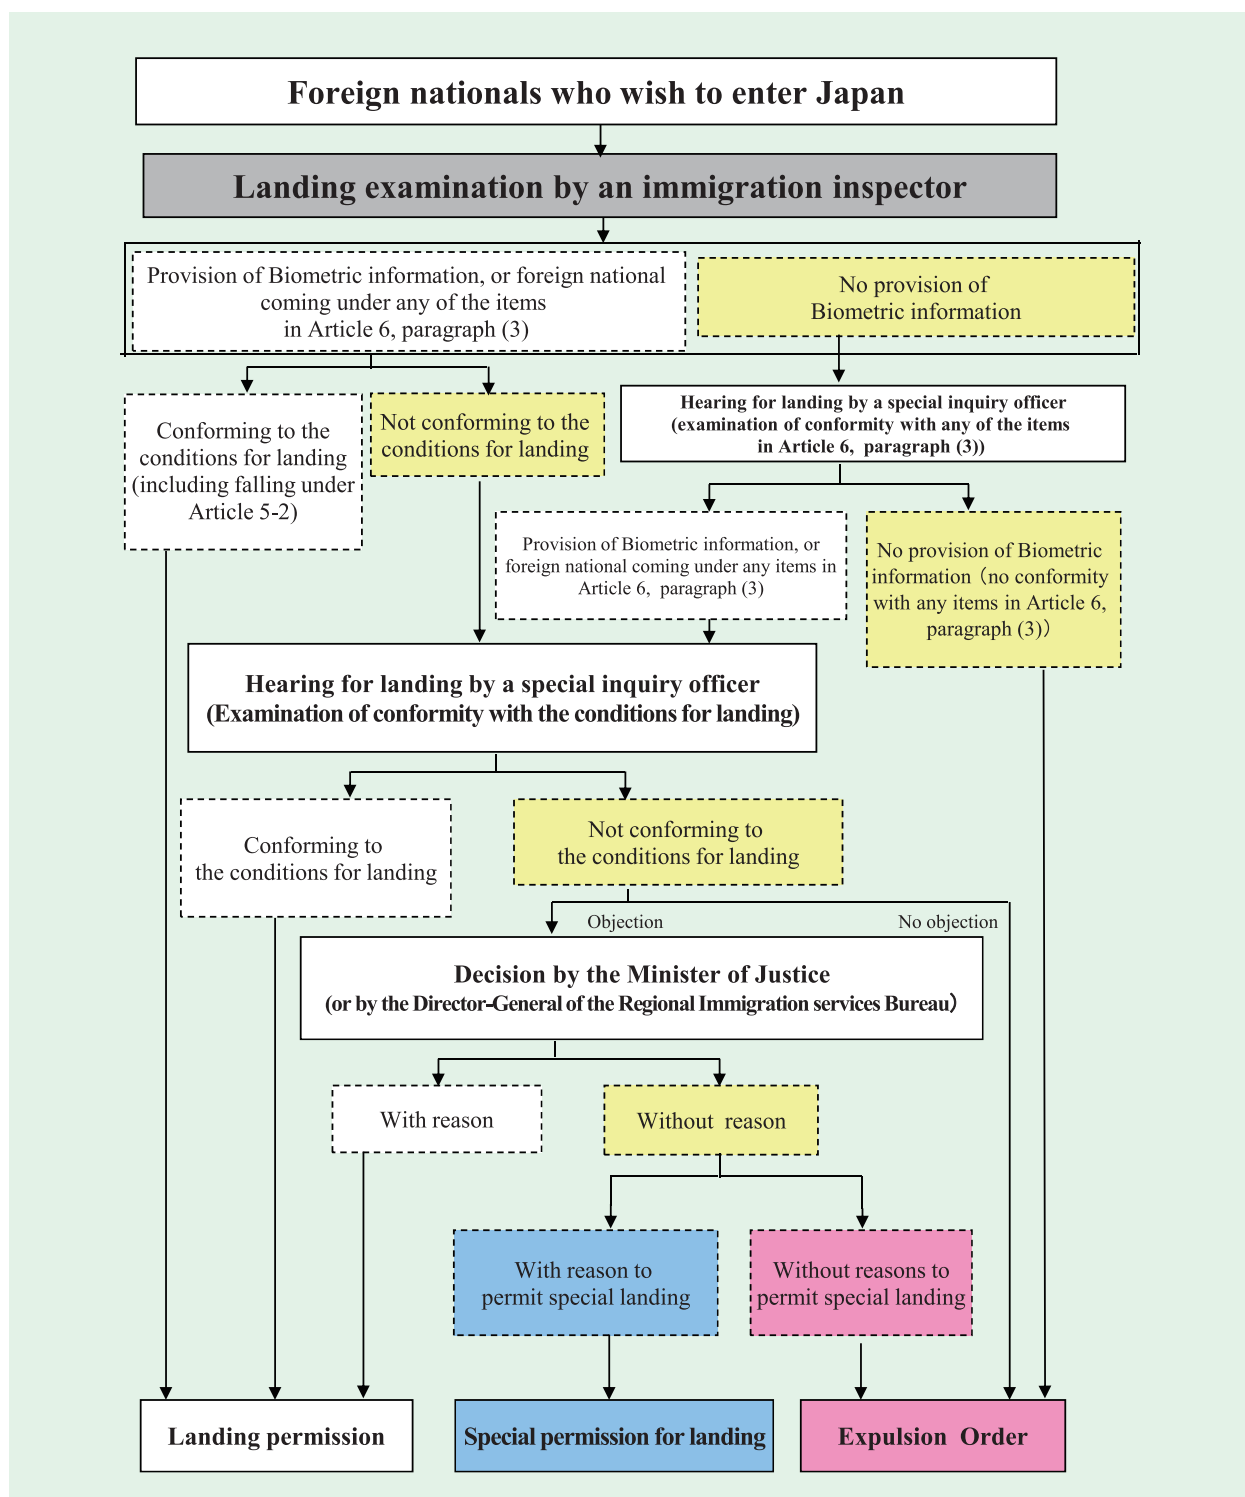 Foreign nationals who wish to enter Japan
Landing examination by an immigration inspector
Provision of Biometric information, or foreign national
coming under any of the items
in Article 6, paragraph (3)
No provision of
Biometric information
Conforming to the
conditions for landing
(including falling under
Article 5-2)
Not conforming to the
conditions for landing
Hearing for landing by a special inquiry officer
(examination of conformity with any of the items
in Article 6, paragraph (3))
Provision of Biometric information, or
foreign national coming under any items in
Article 6, paragraph (3)
No provision of Biometric
information（no conformity
with any items in Article 6,
paragraph (3)）
Hearing for landing by a special inquiry officer
(Examination of conformity with the conditions for landing)
Conforming to
the conditions for landing
Not conforming to
the conditions for landing
Objection
No objection
Decision by the Minister of Justice
(or by the Director-General of the Regional Immigration services Bureau）
With reason
Without reason
With reason to
permit special landing
Without reasons to
permit special landing
Landing permission
Special permission for landing
Expulsion Order